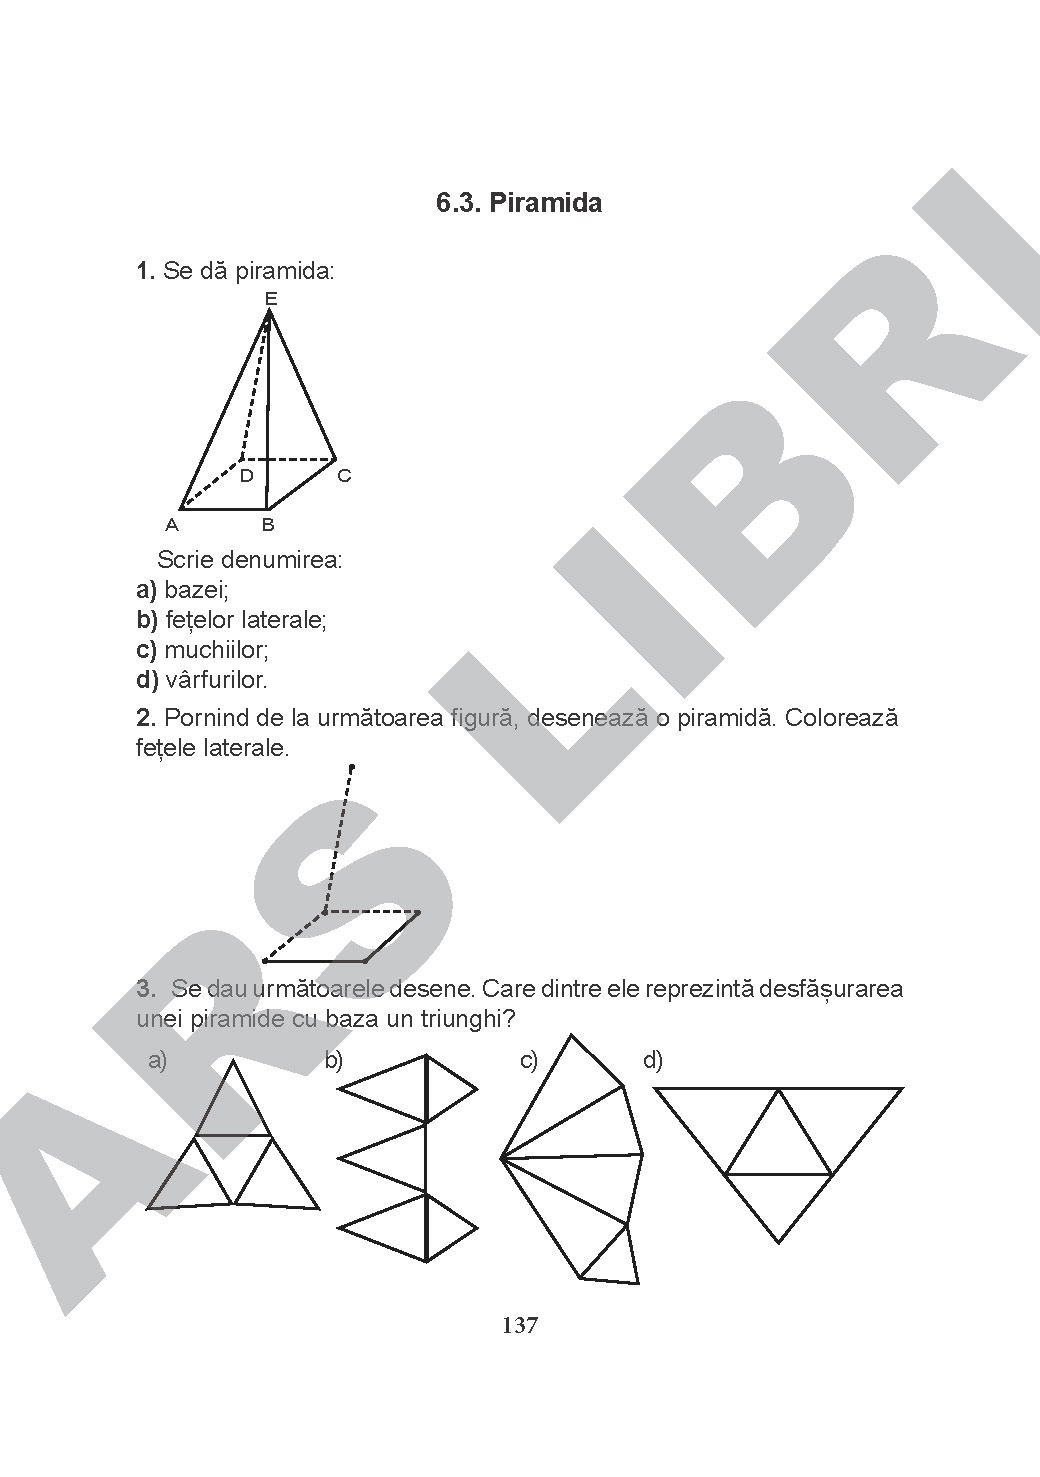 6.3. Piramida
1. Se dă piramida:
E
D
C
A
B
Scrie denumirea:
a) bazei;
b) fețelor laterale;
c) muchiilor;
d) vârfurilor.
2. Pornind de la următoarea figură, desenează o piramidă. Colorează
fețele laterale.
3. Se dau următoarele desene. Care dintre ele reprezintă desfășurarea
unei piramide cu baza un triunghi?
a)
b)
c)
d)
137
ARS LIBRI